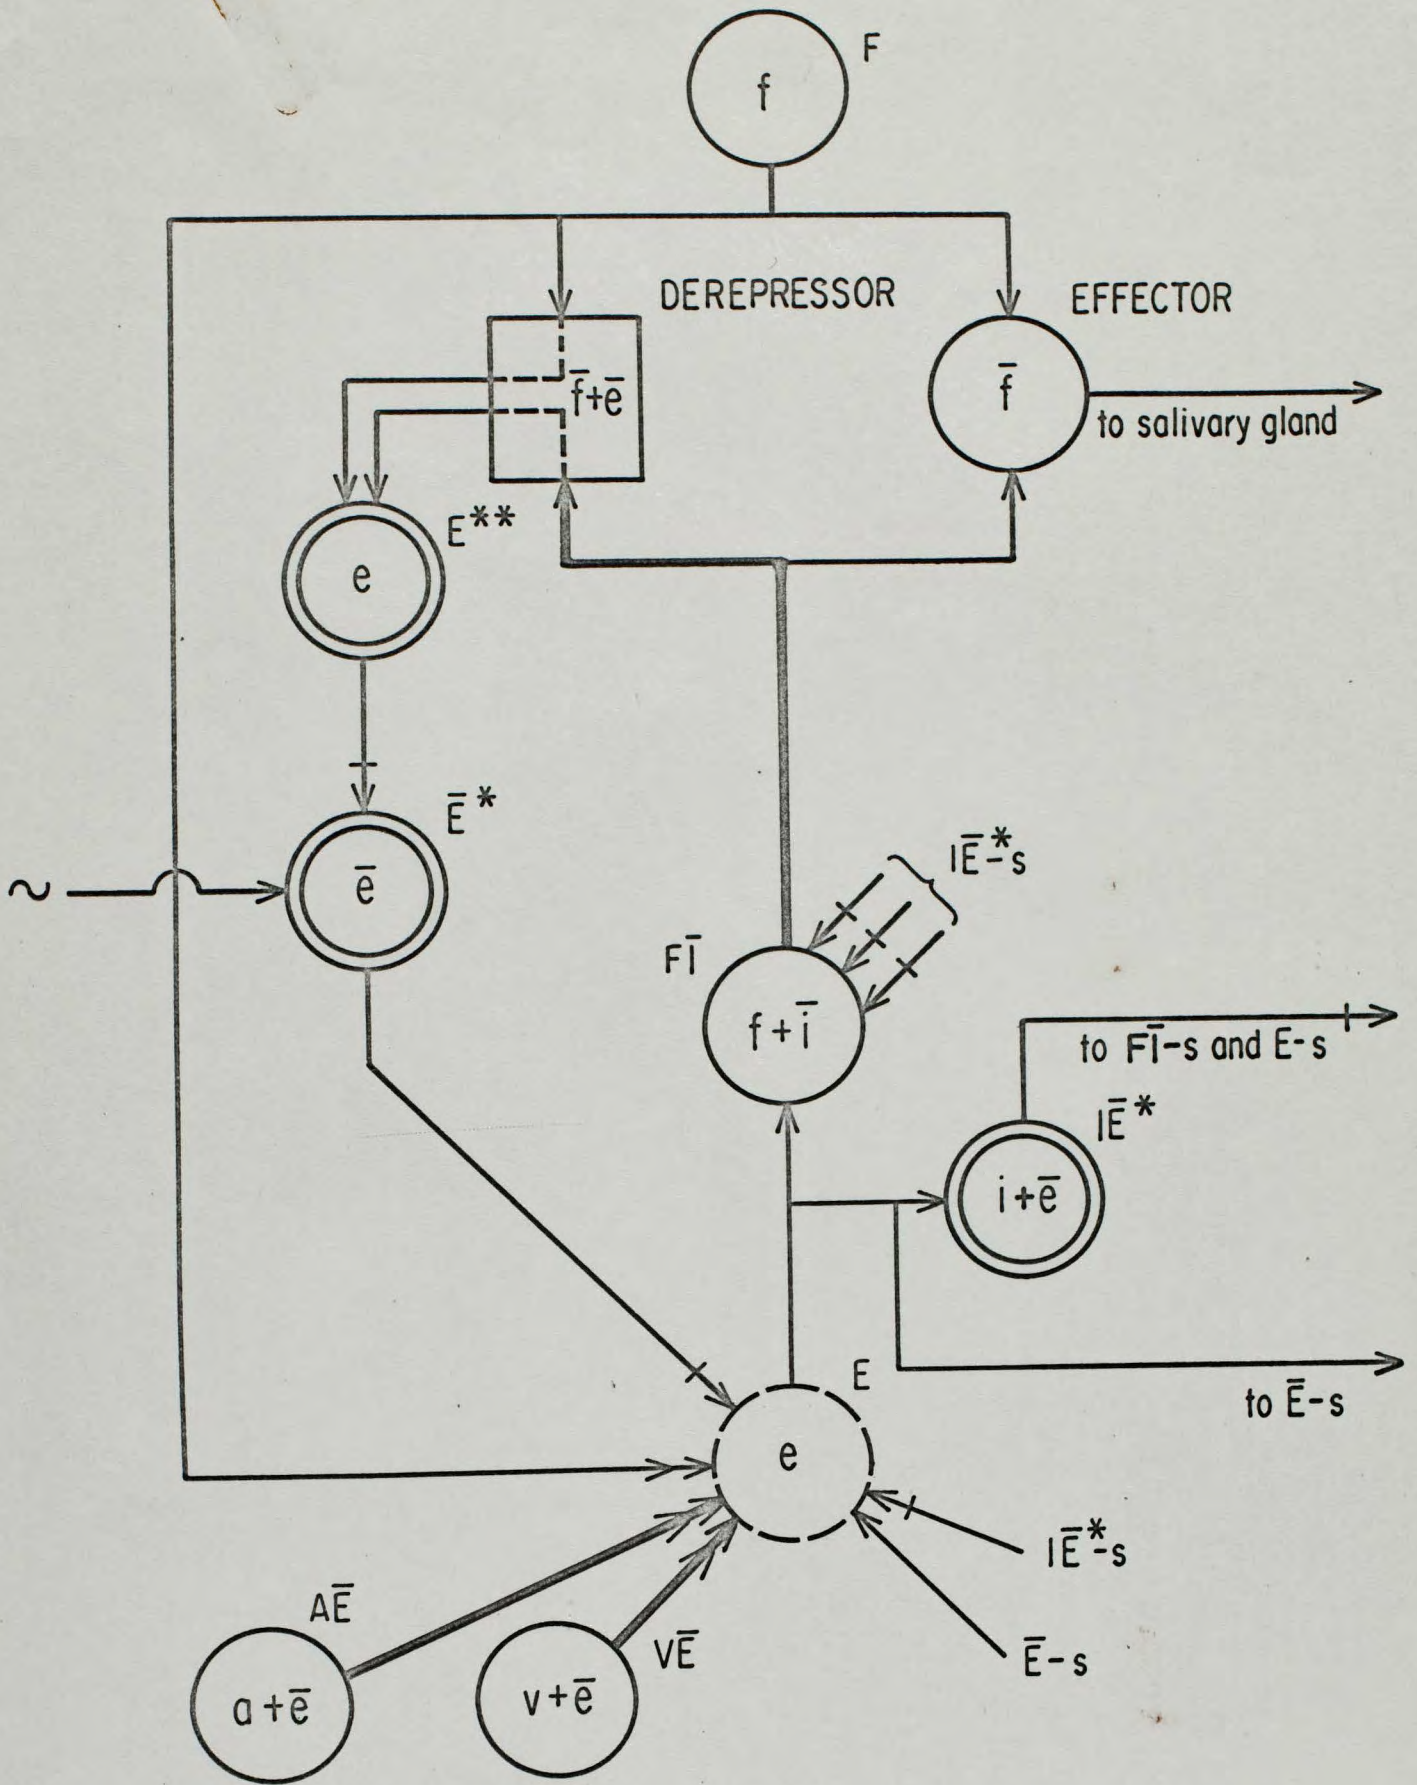 F
f
DEREPRESSOR
EFFECTOR
f̄+ē
f̄
to salivary gland
E**
e
Ē*
ē
~
IĒ*-s
FĪ
f+ī
to FĪ-s and E-s
IĒ*
i+ē
E
to Ē-s
e
IĒ*-s
Ē-s
AĒ
VĒ
a+ē
v+ē